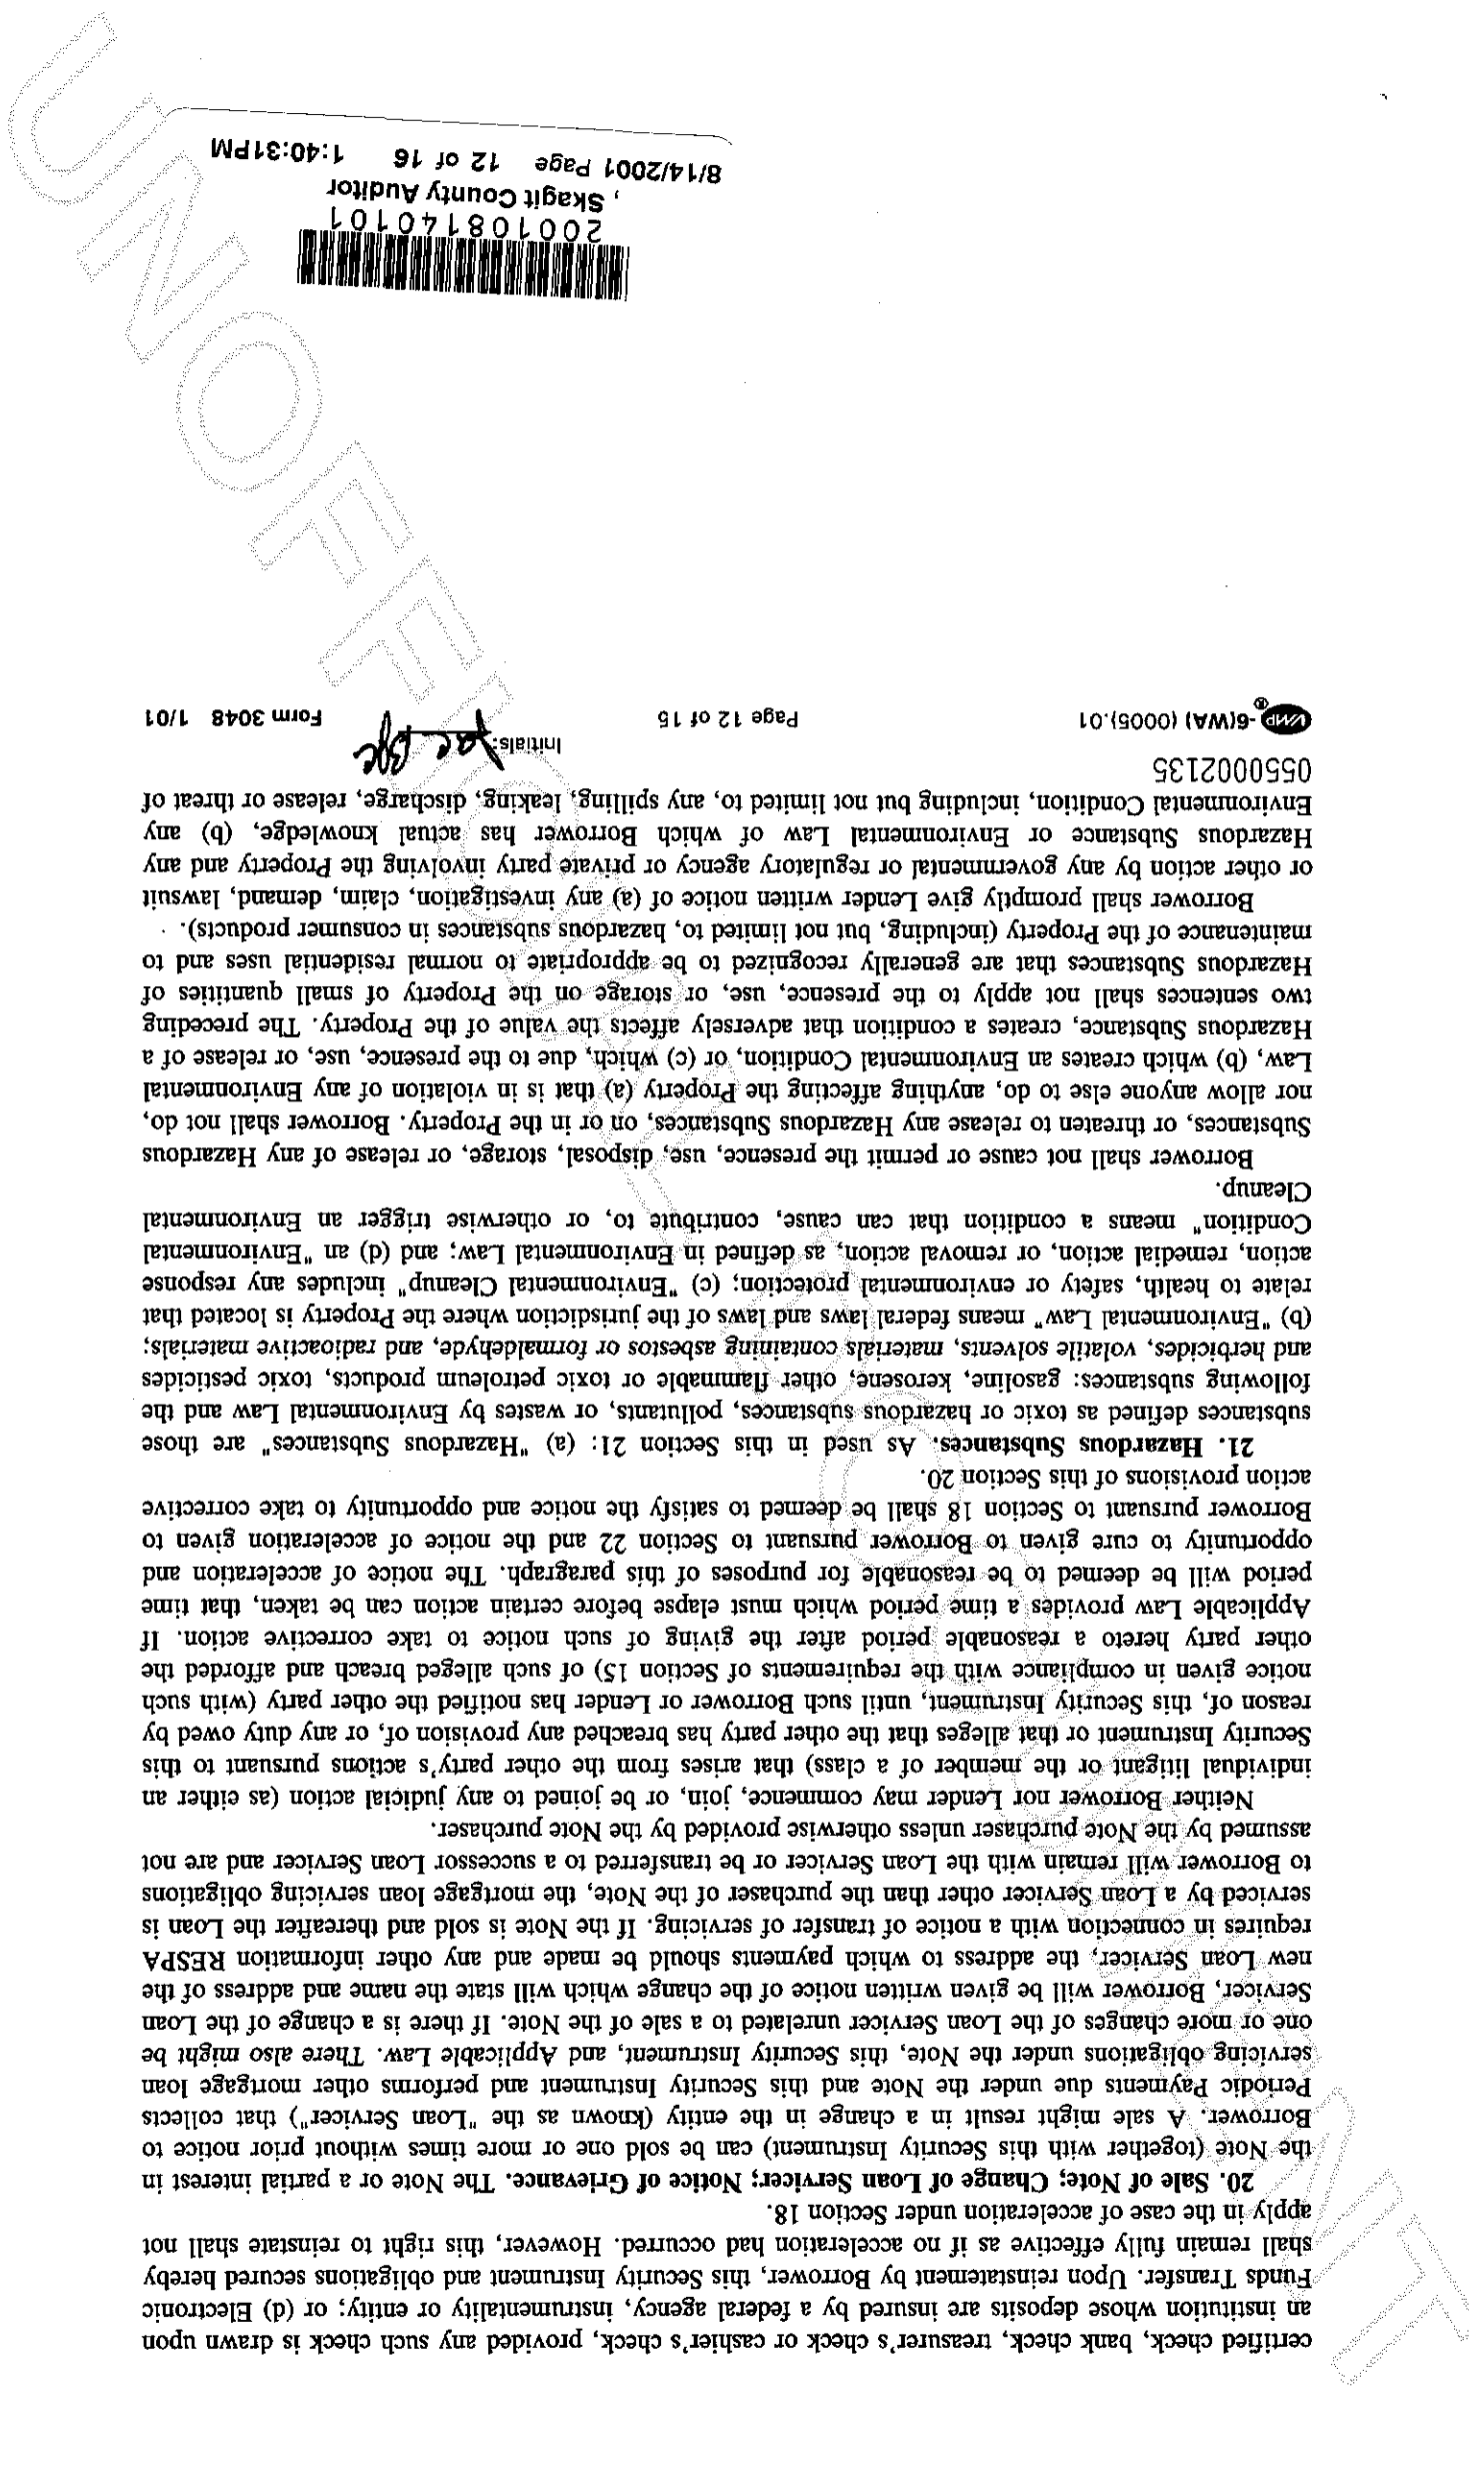 certified check, bank check, treasurer's check or cashier's check, provided any such check is drawn upon
an institution whose deposits are insured by a federal agency, instrumentality or entity; or (d) Electronic
Funds Transfer. Upon reinstatement by Borrower, this Security Instrument and obligations secured hereby
shall remain fully effective as if no acceleration had occurred. However, this right to reinstate shall not
apply in the case of acceleration under Section 18.
20. Sale of Note; Change of Loan Servicer; Notice of Grievance. The Note or a partial interest in
the Note (together with this Security Instrument) can be sold one or more times without prior notice to
Borrower. A sale might result in a change in the entity (known as the "Loan Servicer") that collects
Periodic Payments due under the Note and this Security Instrument and performs other mortgage loan
servicing obligations under the Note, this Security Instrument, and Applicable Law. There also might be
one or more changes of the Loan Servicer unrelated to a sale of the Note. If there is a change of the Loan
Servicer, Borrower will be given written notice of the change which will state the name and address of the
new Loan Servicer, the address to which payments should be made and any other information RESPA
requires in connection with a notice of transfer of servicing. If the Note is sold and thereafter the Loan is
serviced by a Loan Servicer other than the purchaser of the Note, the mortgage loan servicing obligations
to Borrower will remain with the Loan Servicer or be transferred to a successor Loan Servicer and are not
assumed by the Note purchaser unless otherwise provided by the Note purchaser.
Neither Borrower nor Lender may commence, join, or be joined to any judicial action (as either an
individual litigant or the member of a class) that arises from the other party's actions pursuant to this
Security Instrument or that alleges that the other party has breached any provision of, or any duty owed by
reason of, this Security Instrument, until such Borrower or Lender has notified the other party (with such
notice given in compliance with the requirements of Section 15) of such alleged breach and afforded the
other party hereto a reasonable period after the giving of such notice to take corrective action. If
Applicable Law provides a time period which must elapse before certain action can be taken, that time
period will be deemed to be reasonable for purposes of this paragraph. The notice of acceleration and
opportunity to cure given to Borrower pursuant to Section 22 and the notice of acceleration given to
Borrower pursuant to Section 18 shall be deemed to satisfy the notice and opportunity to take corrective
action provisions of this Section 20.
21. Hazardous Substances. As used in this Section 21: (a) "Hazardous Substances" are those
substances defined as toxic or hazardous substances, pollutants, or wastes by Environmental Law and the
following substances: gasoline, kerosene, other flammable or toxic petroleum products, toxic pesticides
and herbicides, volatile solvents, materials containing asbestos or formaldehyde, and radioactive materials;
(b) "Environmental Law" means federal laws and laws of the jurisdiction where the Property is located that
relate to health, safety or environmental protection; (c) "Environmental Cleanup" includes any response
action, remedial action, or removal action, as defined in Environmental Law; and (d) an "Environmental
Condition" means a condition that can cause, contribute to, or otherwise trigger an Environmental
Cleanup.
Borrower shall not cause or permit the presence, use, disposal, storage, or release of any Hazardous
Substances, or threaten to release any Hazardous Substances, on or in the Property. Borrower shall not do,
nor allow anyone else to do, anything affecting the Property (a) that is in violation of any Environmental
Law, (b) which creates an Environmental Condition, or (c) which, due to the presence, use, or release of a
Hazardous Substance, creates a condition that adversely affects the value of the Property. The preceding
two sentences shall not apply to the presence, use, or storage on the Property of small quantities of
Hazardous Substances that are generally recognized to be appropriate to normal residential uses and to
maintenance of the Property (including, but not limited to, hazardous substances in consumer products).
Borrower shall promptly give Lender written notice of (a) any investigation, claim, demand, lawsuit
or other action by any governmental or regulatory agency or private party involving the Property and any
Hazardous Substance or Environmental Law of which Borrower has actual knowledge, (b) any
Environmental Condition, including but not limited to, any spilling, leaking, discharge, release or threat of
0550002135
Initials:
VMP®-6(WA) (0005).01 Page 12 of 15 Form 3048 1/01
200108140101
, Skagit County Auditor
8/14/2001 Page 12 of 16 1:40:31PM
UNOFFICIAL DOCUMENT